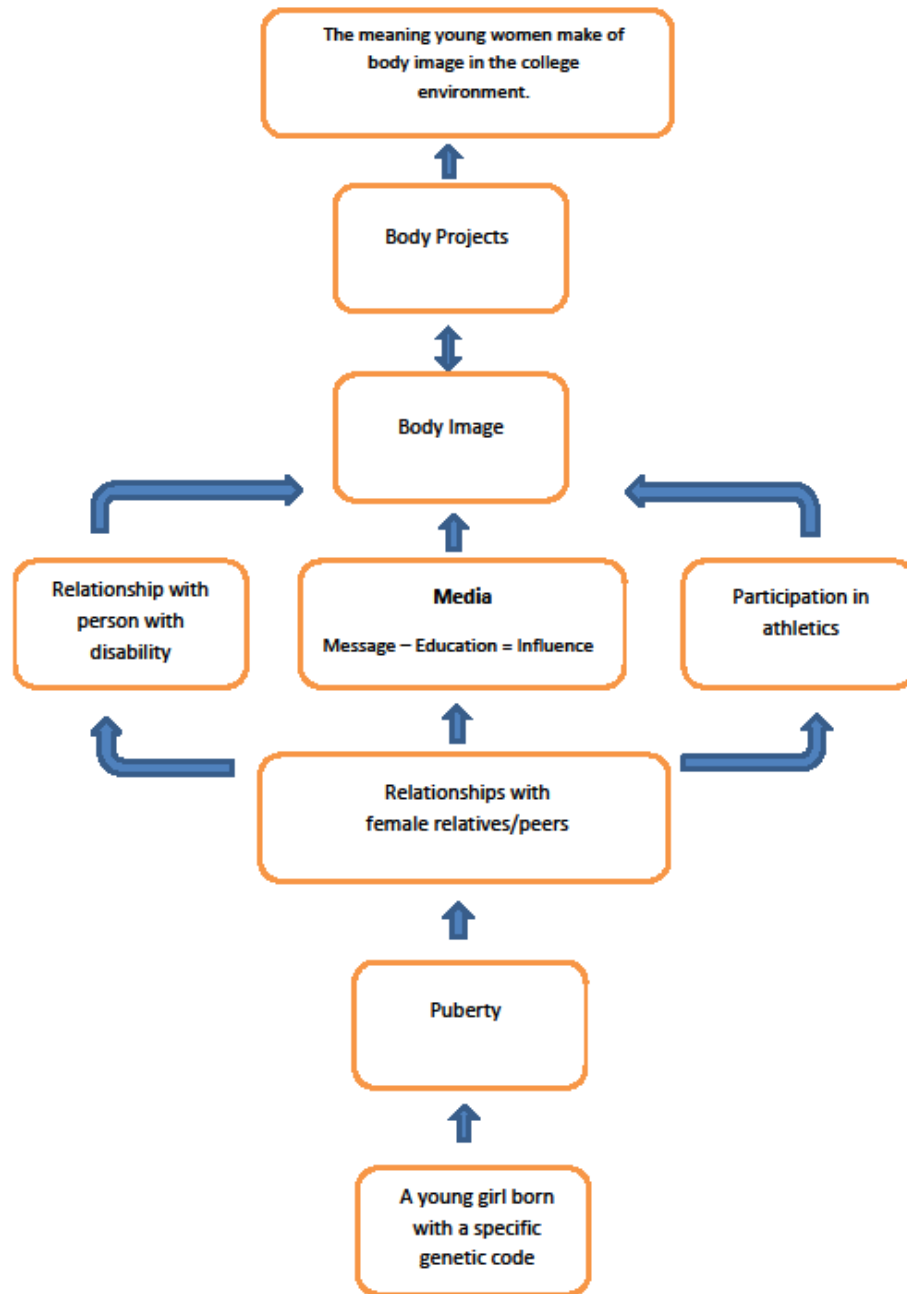 The meaning young women make of
body image in the college
environment.
Body Projects
Body Image
Relationship with
person with
disability
Media
Message – Education = Influence
Participation in
athletics
Relationships with
female relatives/peers
Puberty
A young girl born
with a specific
genetic code